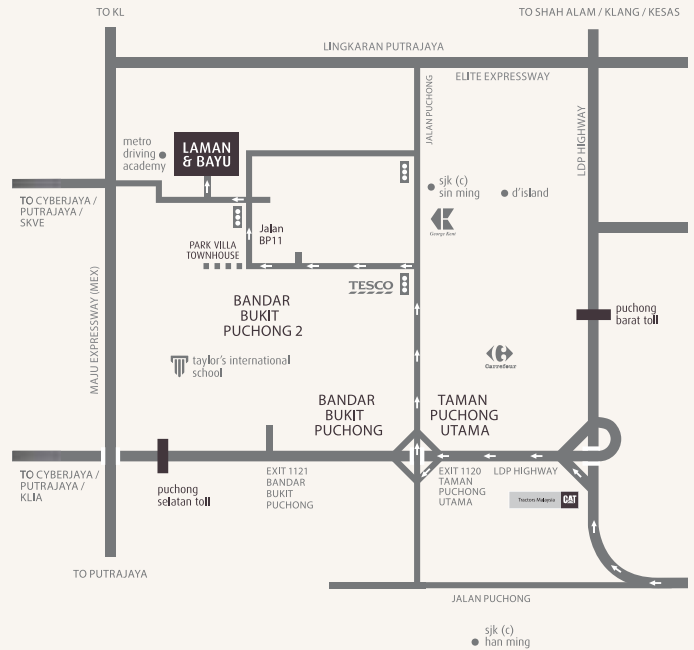 TO KL
TO SHAH ALAM / KLANG / KESAS
LINGKARAN PUTRAJAYA
ELITE EXPRESSWAY
JALAN PUCHONG
LDP HIGHWAY
metro
driving
academy
LAMAN
& BAYU
sjk (c)
sin ming
d'island
George Kent
TO CYBERJAYA /
PUTRAJAYA /
SKVE
Jalan
BP11
PARK VILLA
TOWNHOUSE
TESCO
BANDAR
BUKIT
PUCHONG 2
puchong
barat toll
MAJU EXPRESSWAY (MEX)
taylor's international
school
Carrefour
BANDAR
BUKIT
PUCHONG
TAMAN
PUCHONG
UTAMA
TO CYBERJAYA /
PUTRAJAYA /
KLIA
puchong
selatan toll
EXIT 1121
BANDAR
BUKIT
PUCHONG
EXIT 1120
TAMAN
PUCHONG
UTAMA
LDP HIGHWAY
Tractors Malaysia
CAT
TO PUTRAJAYA
JALAN PUCHONG
sjk (c)
han ming